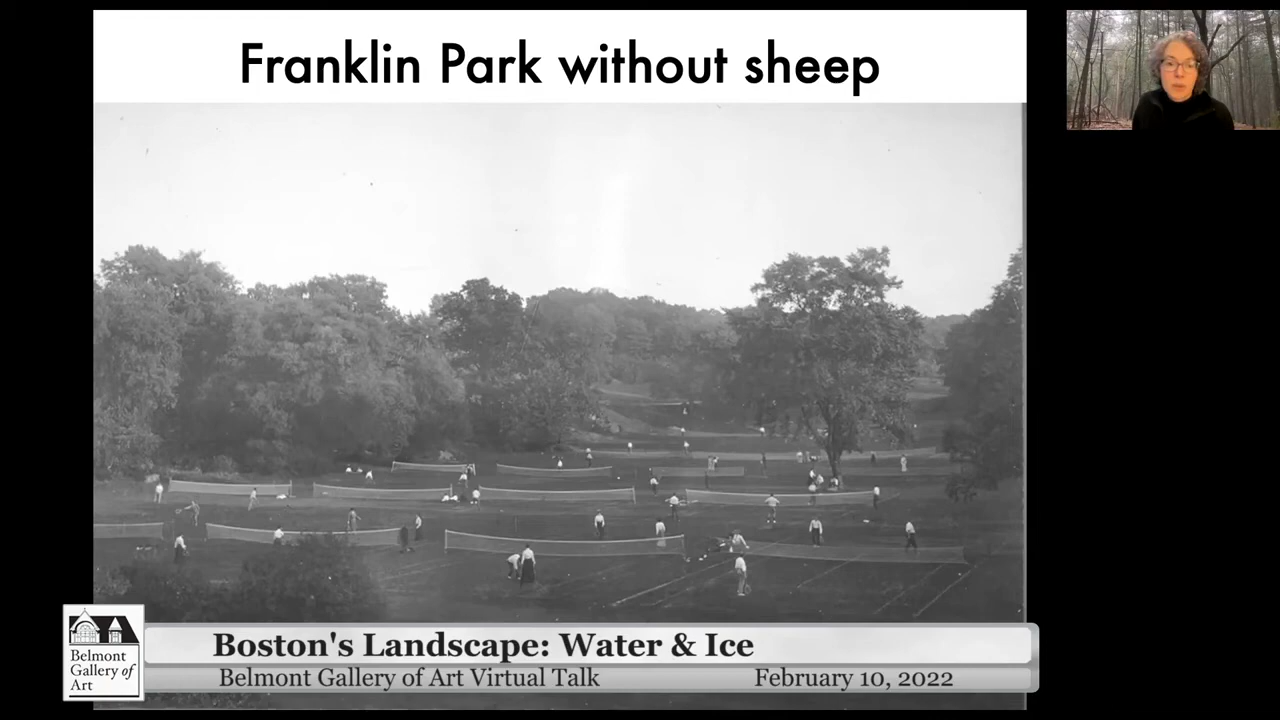 Franklin Park without sheep
Boston's Landscape: Water & Ice
Belmont Gallery of Art Virtual Talk February 10, 2022
Belmont
Gallery of
Art